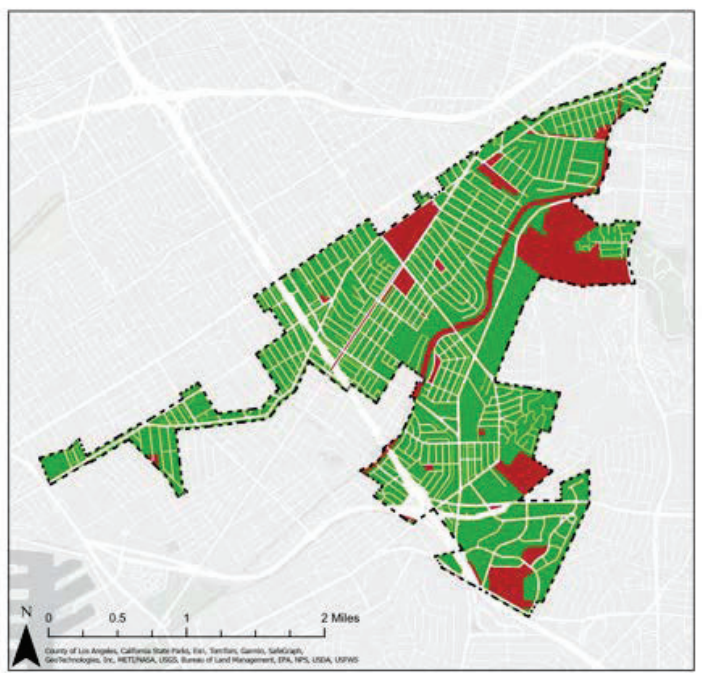 N
0 0.5 1 2 Miles
County of Los Angeles, California State Parks, Esri, TomTom, Garmin, SafeGraph,
GeoTechnologies, Inc, METI/NASA, USGS, Bureau of Land Management, EPA, NPS, USDA, USFWS